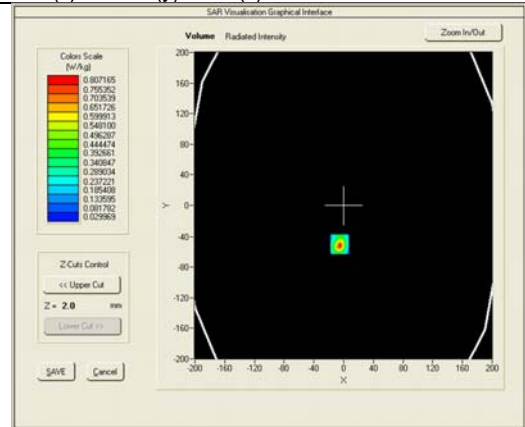 SAR Visualisation Graphical Interface
Volume Radiated Intensity
Zoom In/Out
Colors Scale
(W/kg)
0.807165
0.755352
0.703539
0.651726
0.599913
0.548100
0.496287
0.444474
0.392661
0.340847
0.289034
0.237221
0.185408
0.133595
0.081782
0.029969
Z-Cuts Control
<< Upper Cut
Z = 2.0 mm
Lower Cut >>
SAVE
Cancel
200
160
120
80
40
Y
0
-40
-80
-120
-160
-200
-200 -160 -120 -80 -40 0 40 80 120 160 200
X